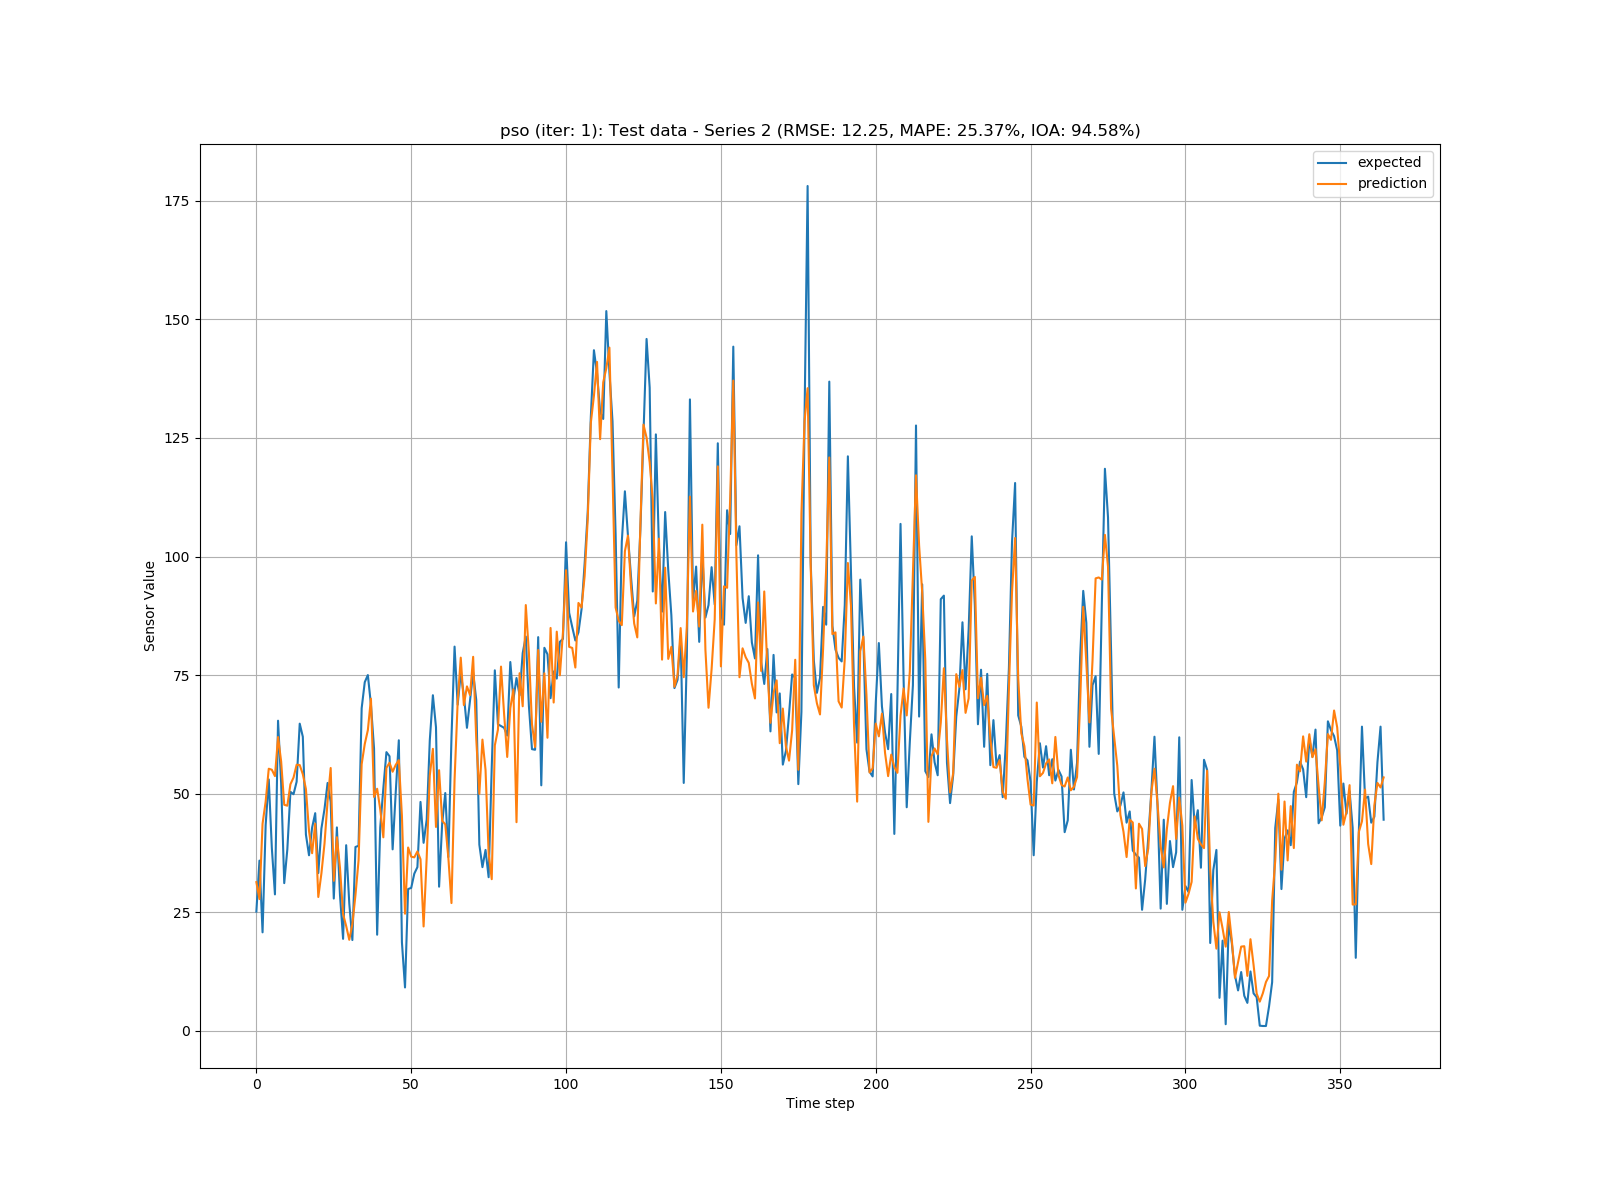 pso (iter: 1): Test data - Series 2 (RMSE: 12.25, MAPE: 25.37%, IOA: 94.58%)
expected
prediction
175
150
125
100
75
50
25
0
Sensor Value
0 50 100 150 200 250 300 350
Time step